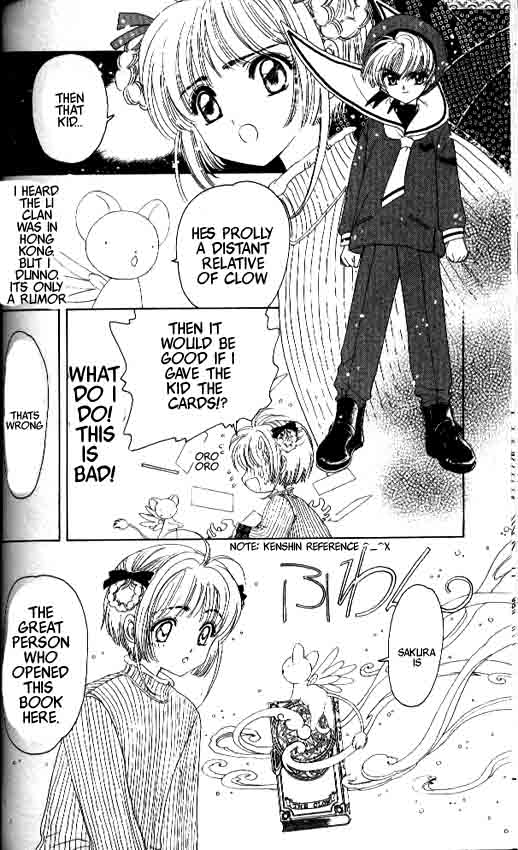 THEN
THAT
KID...
HES PROLLY
A DISTANT
RELATIVE
OF CLOW
I HEARD
THE LI
CLAN
WAS IN
HONG
KONG.
BUT I
DUNNO.
ITS ONLY
A RUMOR
THEN IT
WOULD BE
GOOD IF I
GAVE THE
KID THE
CARDS!?
WHAT
DO I
DO!
THIS
IS
BAD!
ORO
ORO
THATS
WRONG
NOTE: KENSHIN REFERENCE ^_^X
SAKURA
IS
THE
GREAT
PERSON
WHO
OPENED
THIS
BOOK
HERE.
THE CLOW